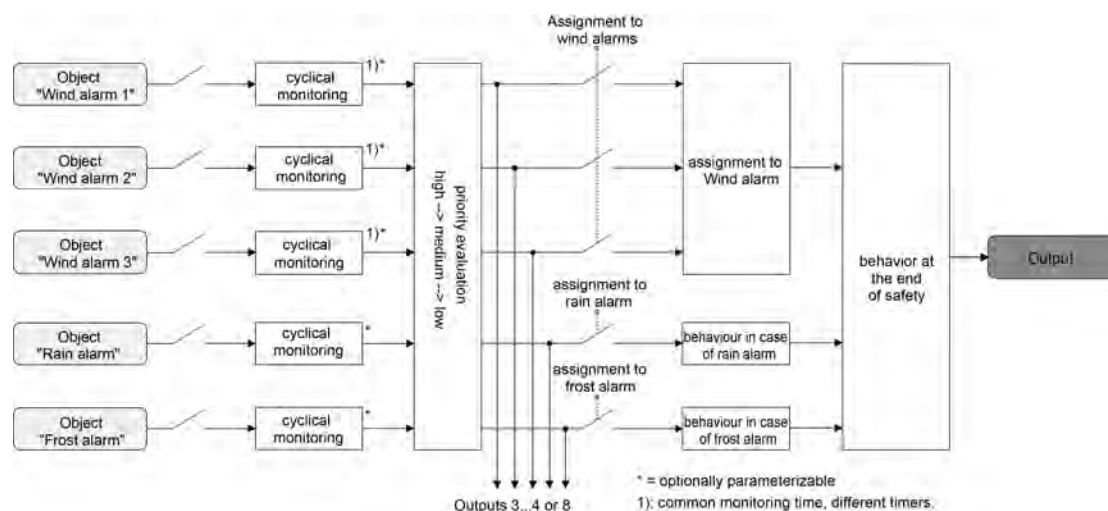 Assignment to
wind alarms
Object
"Wind alarm 1"
cyclical
monitoring
1)*
Object
"Wind alarm 2"
cyclical
monitoring
1)*
Object
"Wind alarm 3"
cyclical
monitoring
1)*
Object
"Rain alarm"
cyclical
monitoring
*
Object
"Frost alarm"
cyclical
monitoring
*
priority evaluation
high --> medium --> low
assignment to
Wind alarm
assignment to
rain alarm
behaviour in case
of rain alarm
assignment to
frost alarm
behaviour in case
of frost alarm
behavior at
the end
of safety
Output
Outputs 3...4 or 8
* = optionally parameterizable
1): common monitoring time, different timers.